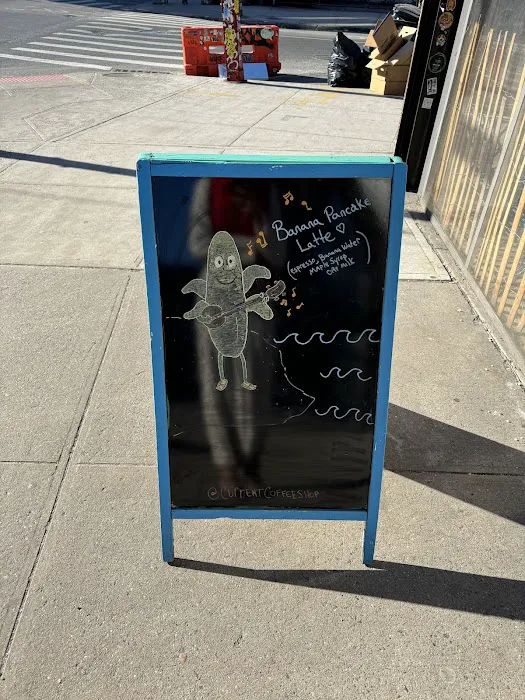 Banana Pancake
Latte ♡
(espresso, Banana Water
Maple Syrup
Oat Milk)
@CURRENTCOFFEESHOP